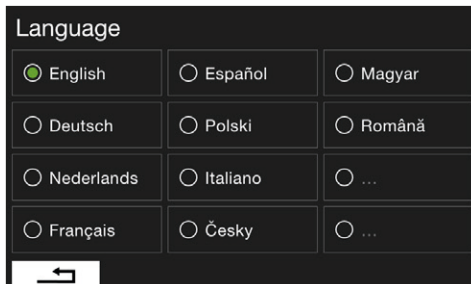 Language
English
Español
Magyar
Deutsch
Polski
Română
Nederlands
Italiano
...
Français
Česky
...